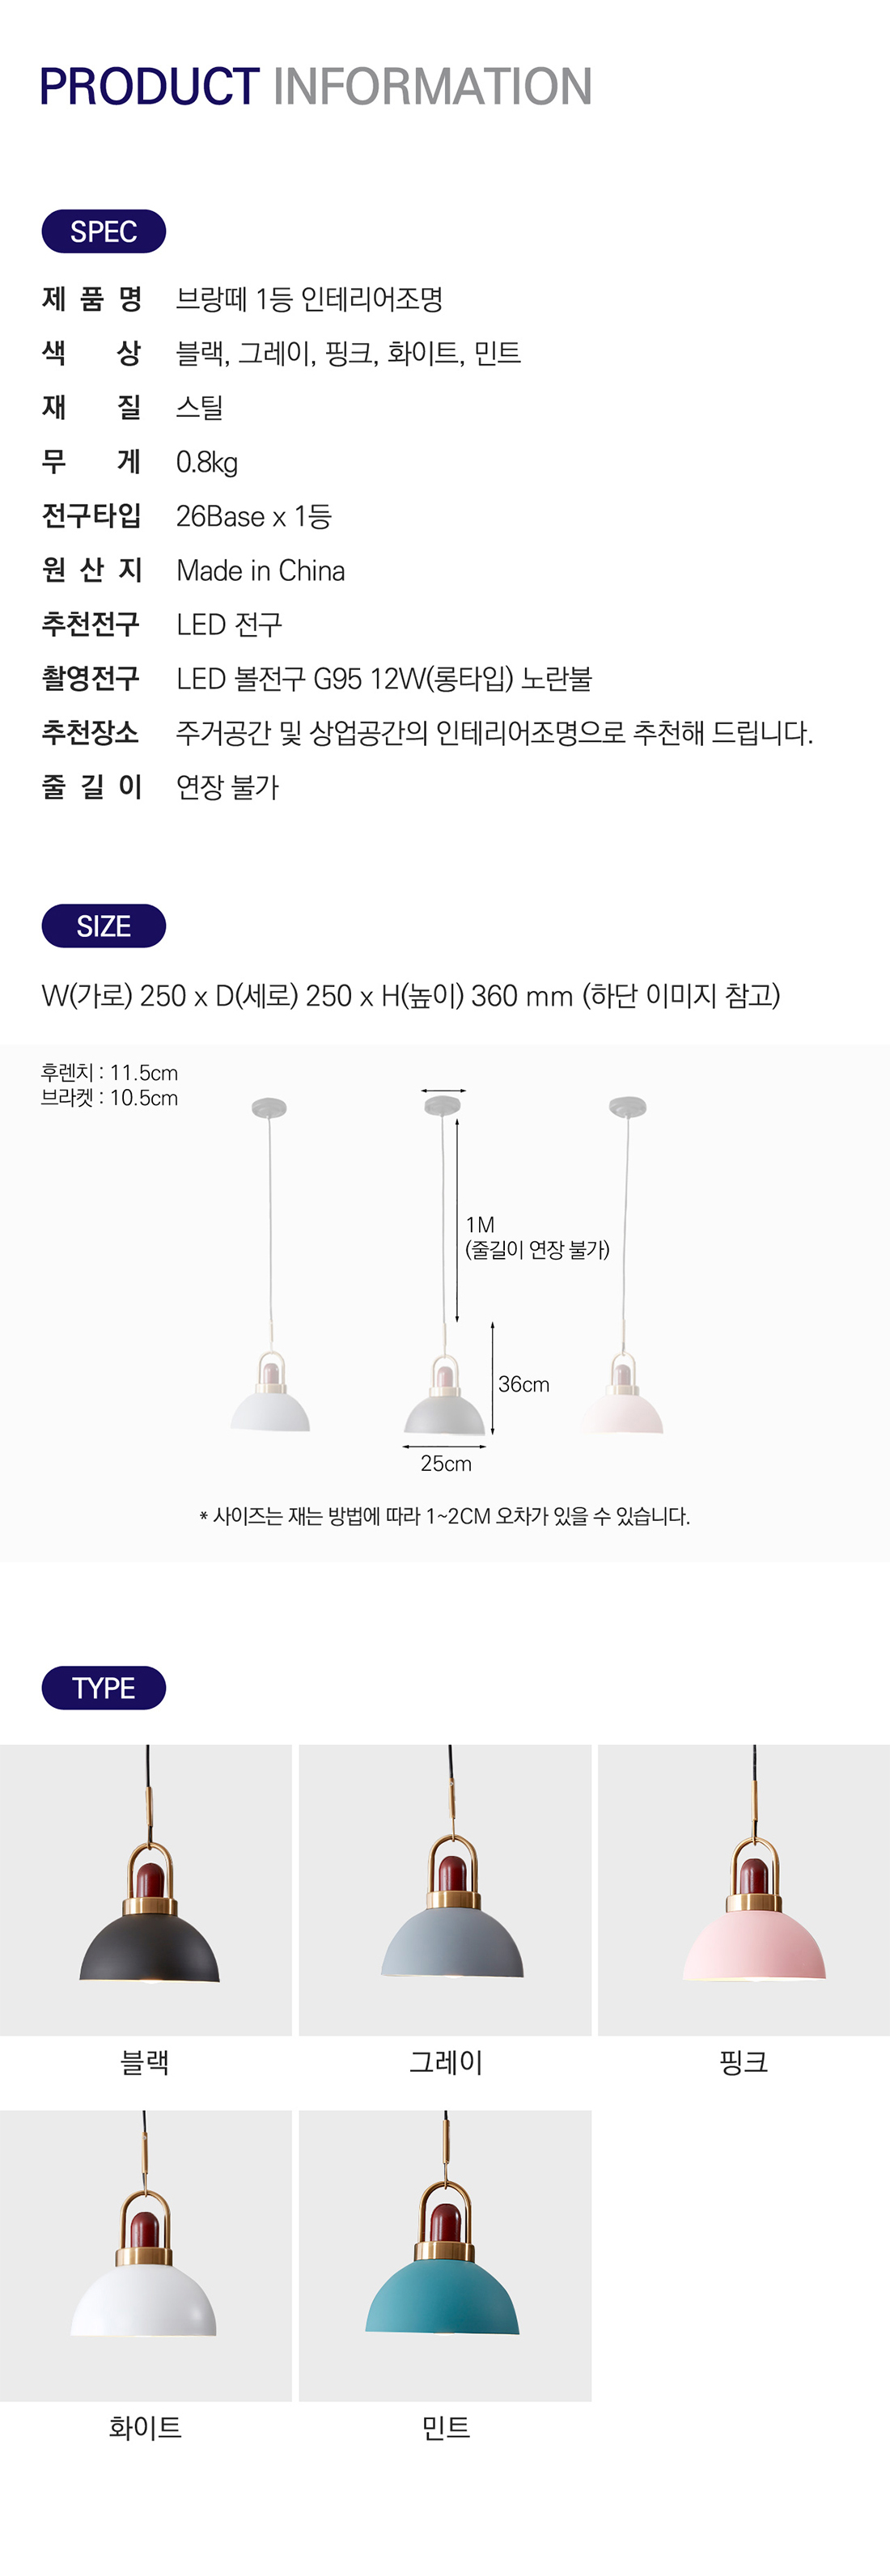 PRODUCT INFORMATION
SPEC
제 품 명 브랑떼 1등 인테리어조명
색 상 블랙, 그레이, 핑크, 화이트, 민트
재 질 스틸
무 게 0.8kg
전구타입 26Base x 1등
원 산 지 Made in China
추천전구 LED 전구
촬영전구 LED 볼전구 G95 12W(롱타입) 노란불
추천장소 주거공간 및 상업공간의 인테리어조명으로 추천해 드립니다.
줄 길 이 연장 불가
SIZE
W(가로) 250 x D(세로) 250 x H(높이) 360 mm (하단 이미지 참고)
후렌치 : 11.5cm
브라켓 : 10.5cm
1M
(줄길이 연장 불가)
36cm
25cm
* 사이즈는 재는 방법에 따라 1~2CM 오차가 있을 수 있습니다.
TYPE
블랙 그레이 핑크
화이트 민트